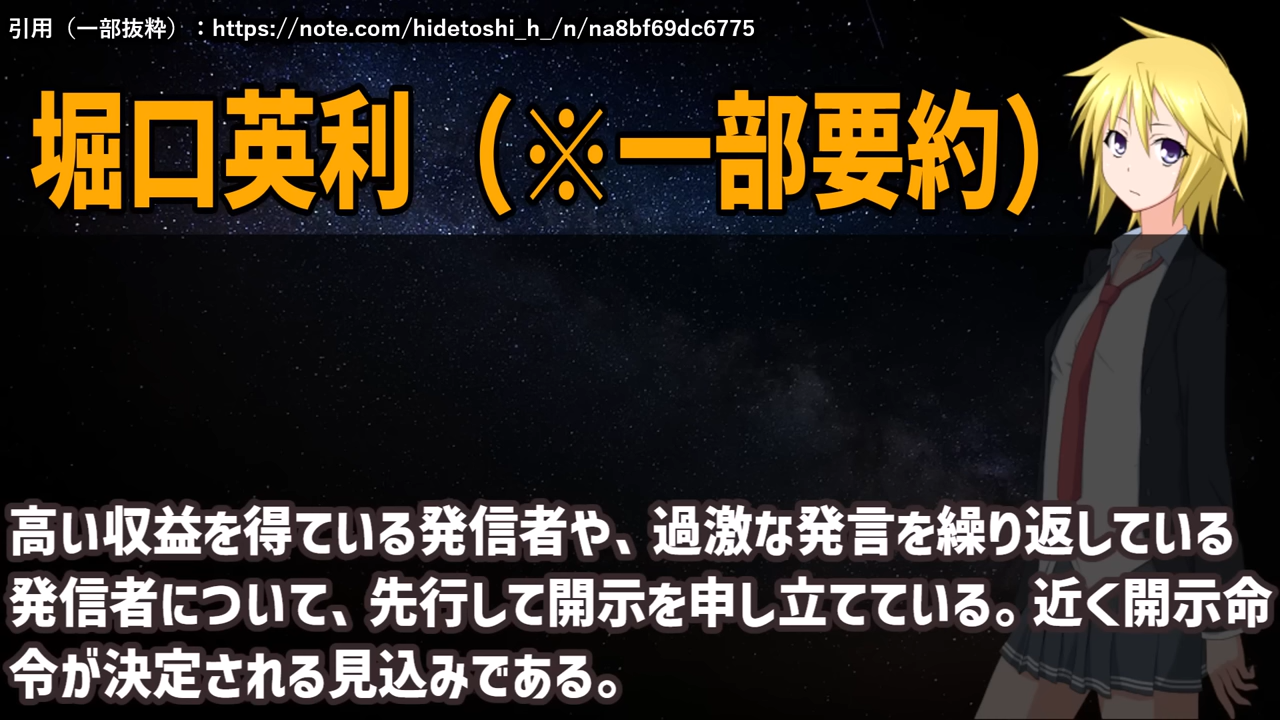 引用（一部抜粋）：https://note.com/hidetoshi_h_/n/na8bf69dc6775
堀口英利（※一部要約）
高い収益を得ている発信者や、過激な発言を繰り返している
発信者について、先行して開示を申し立てている。近く開示命
令が決定される見込みである。